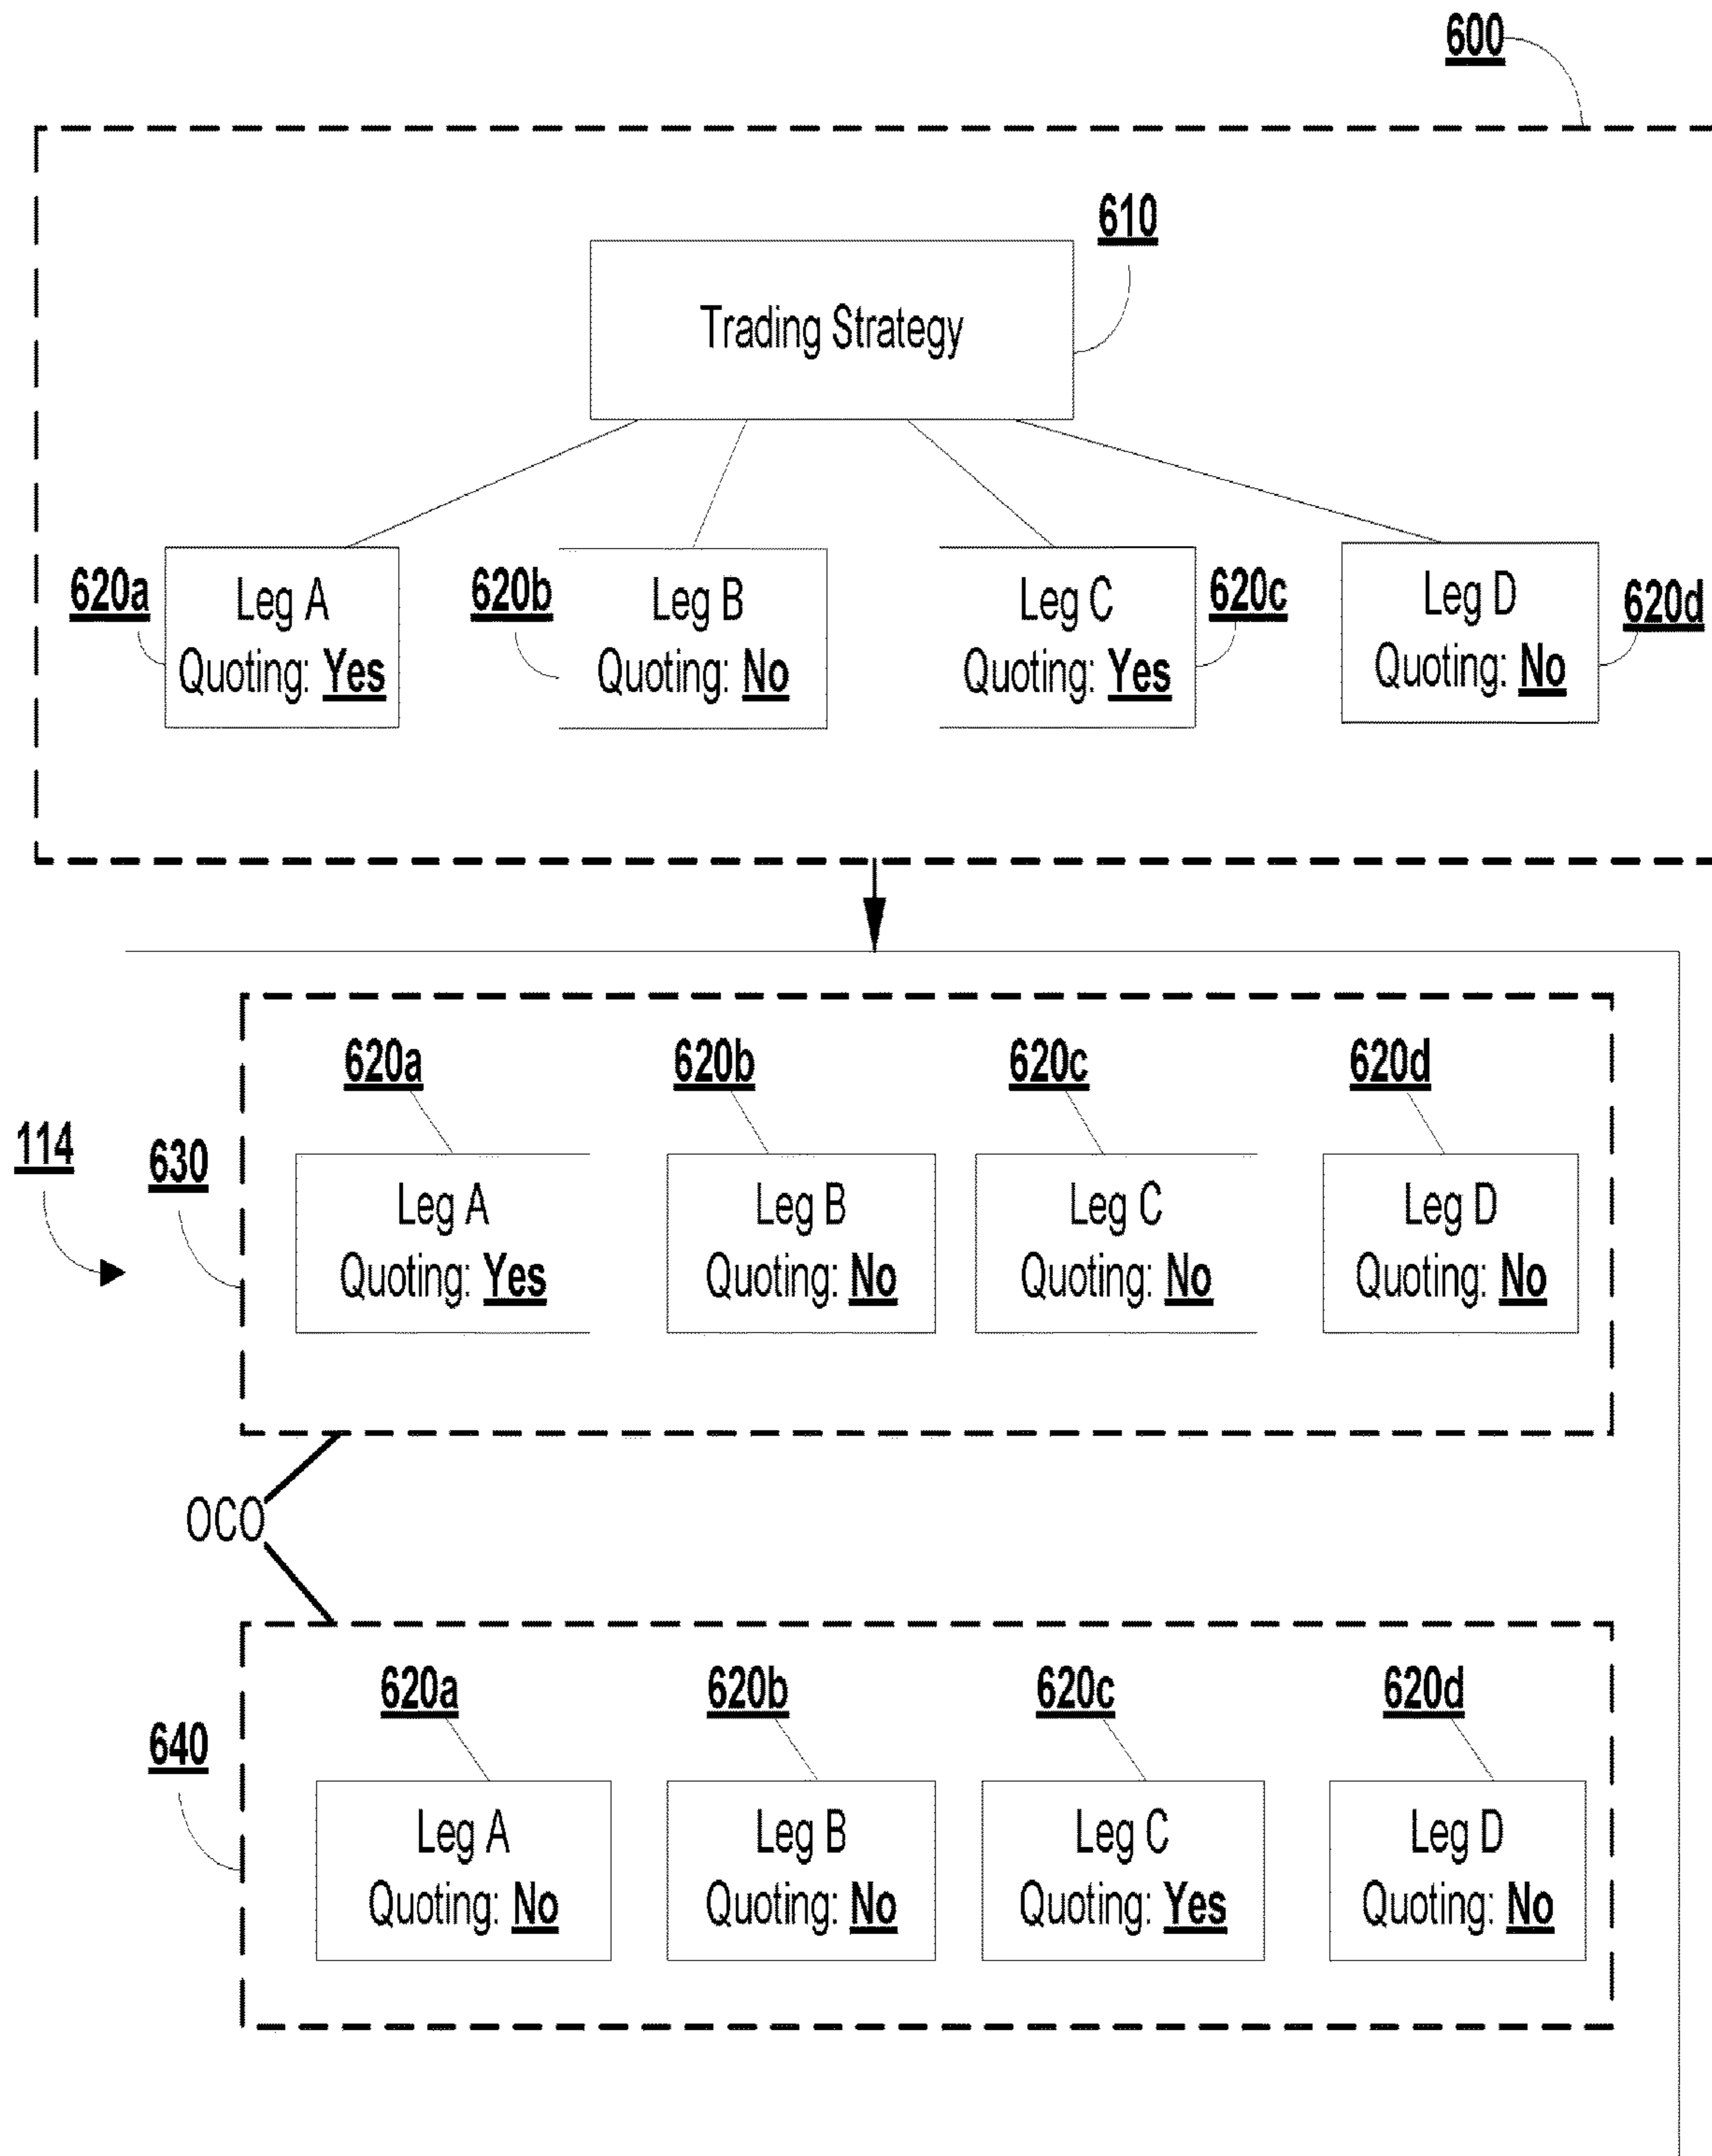 600
610
Trading Strategy
620a
Leg A
Quoting: Yes
620b
Leg B
Quoting: No
Leg C
Quoting: Yes
620c
Leg D
Quoting: No
620d
114
630
620a
620b
620c
620d
Leg A
Quoting: Yes
Leg B
Quoting: No
Leg C
Quoting: No
Leg D
Quoting: No
OCO
640
620a
620b
620c
620d
Leg A
Quoting: No
Leg B
Quoting: No
Leg C
Quoting: Yes
Leg D
Quoting: No